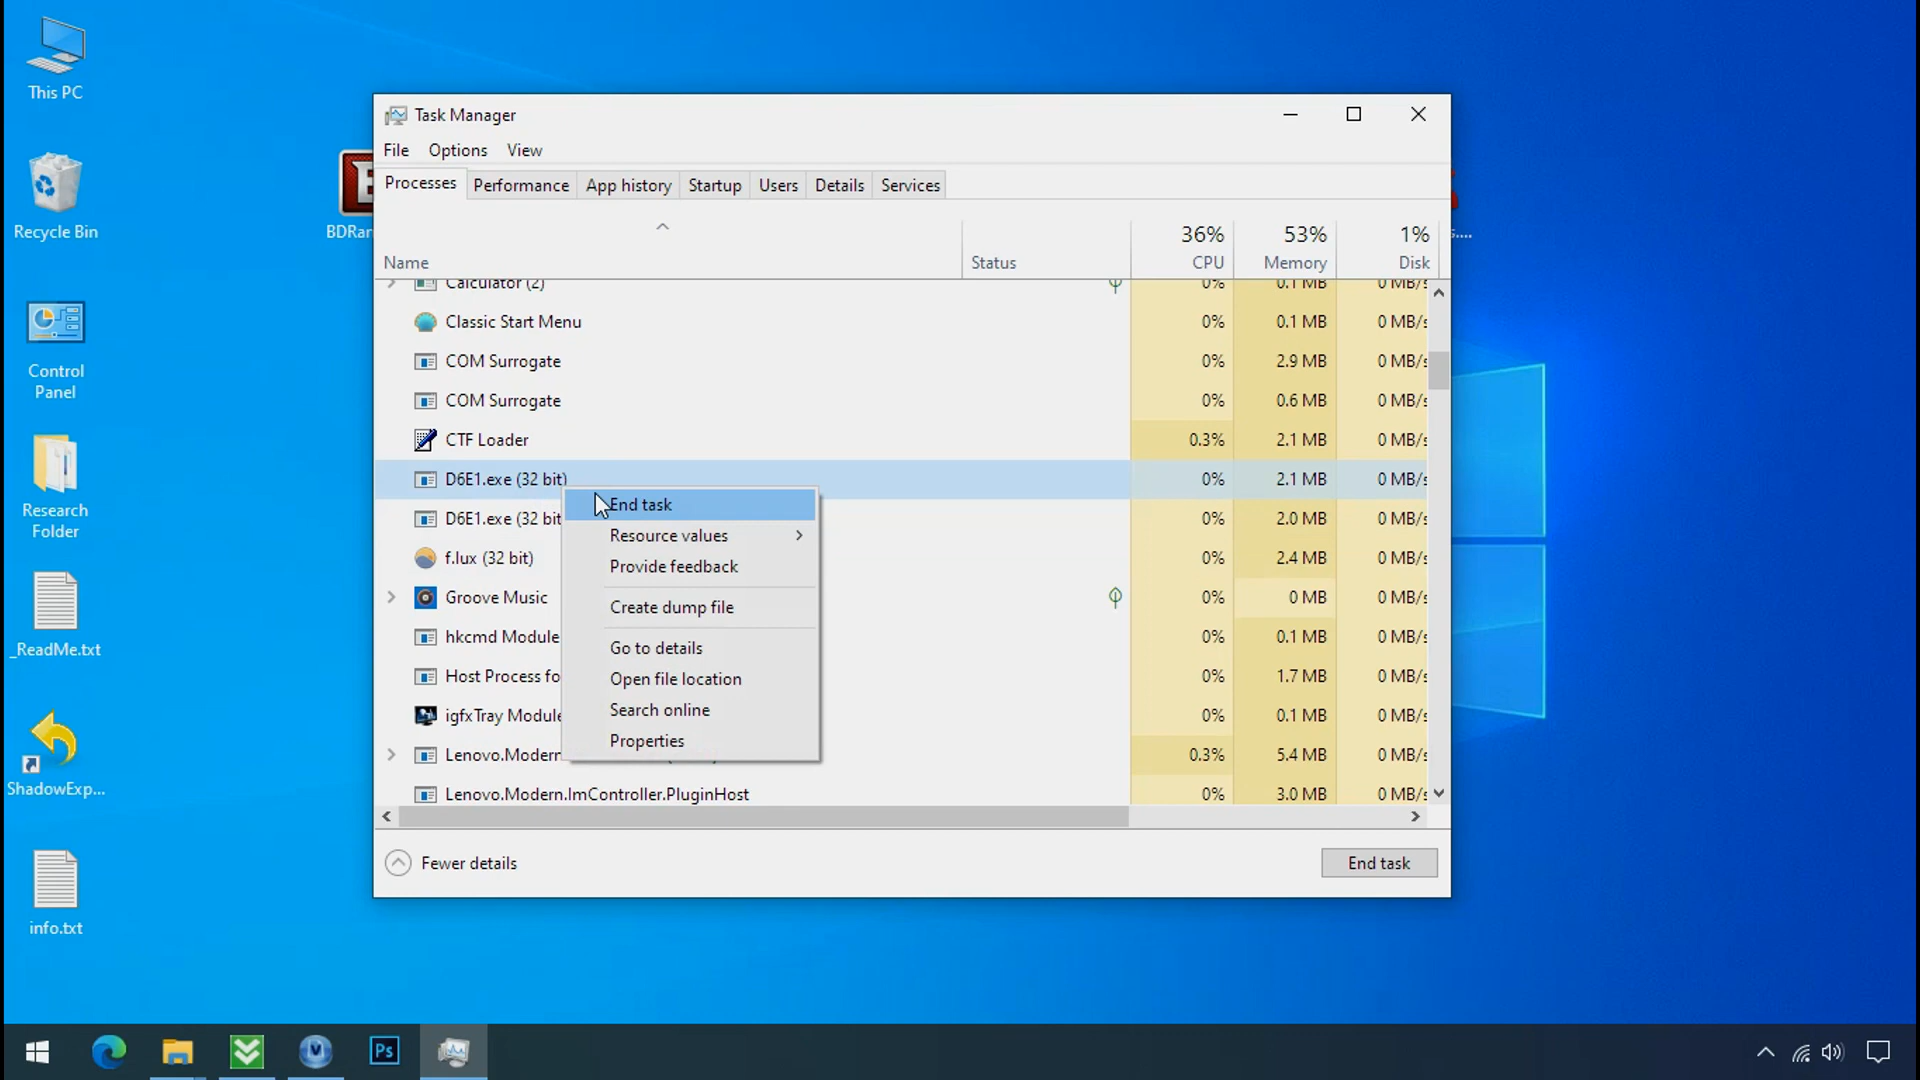 This PC
Recycle Bin
Control
Panel
Research
Folder
_ReadMe.txt
ShadowExp...
info.txt
BDRan
s....
Task Manager
File Options View
Processes Performance App history Startup Users Details Services
36% 53% 1%
Name Status CPU Memory Disk
Calculator (2) 0% 0.1 MB 0 MB/s
Classic Start Menu 0% 0.1 MB 0 MB/s
COM Surrogate 0% 2.9 MB 0 MB/s
COM Surrogate 0% 0.6 MB 0 MB/s
CTF Loader 0.3% 2.1 MB 0 MB/s
D6E1.exe (32 bit) 0% 2.1 MB 0 MB/s
D6E1.exe (32 bit 0% 2.0 MB 0 MB/s
f.lux (32 bit) 0% 2.4 MB 0 MB/s
Groove Music 0% 0 MB 0 MB/s
hkcmd Module 0% 0.1 MB 0 MB/s
Host Process fo 0% 1.7 MB 0 MB/s
igfxTray Module 0% 0.1 MB 0 MB/s
Lenovo.Modern 0.3% 5.4 MB 0 MB/s
Lenovo.Modern.ImController.PluginHost 0% 3.0 MB 0 MB/s
End task
Resource values
Provide feedback
Create dump file
Go to details
Open file location
Search online
Properties
Fewer details End task
Ps